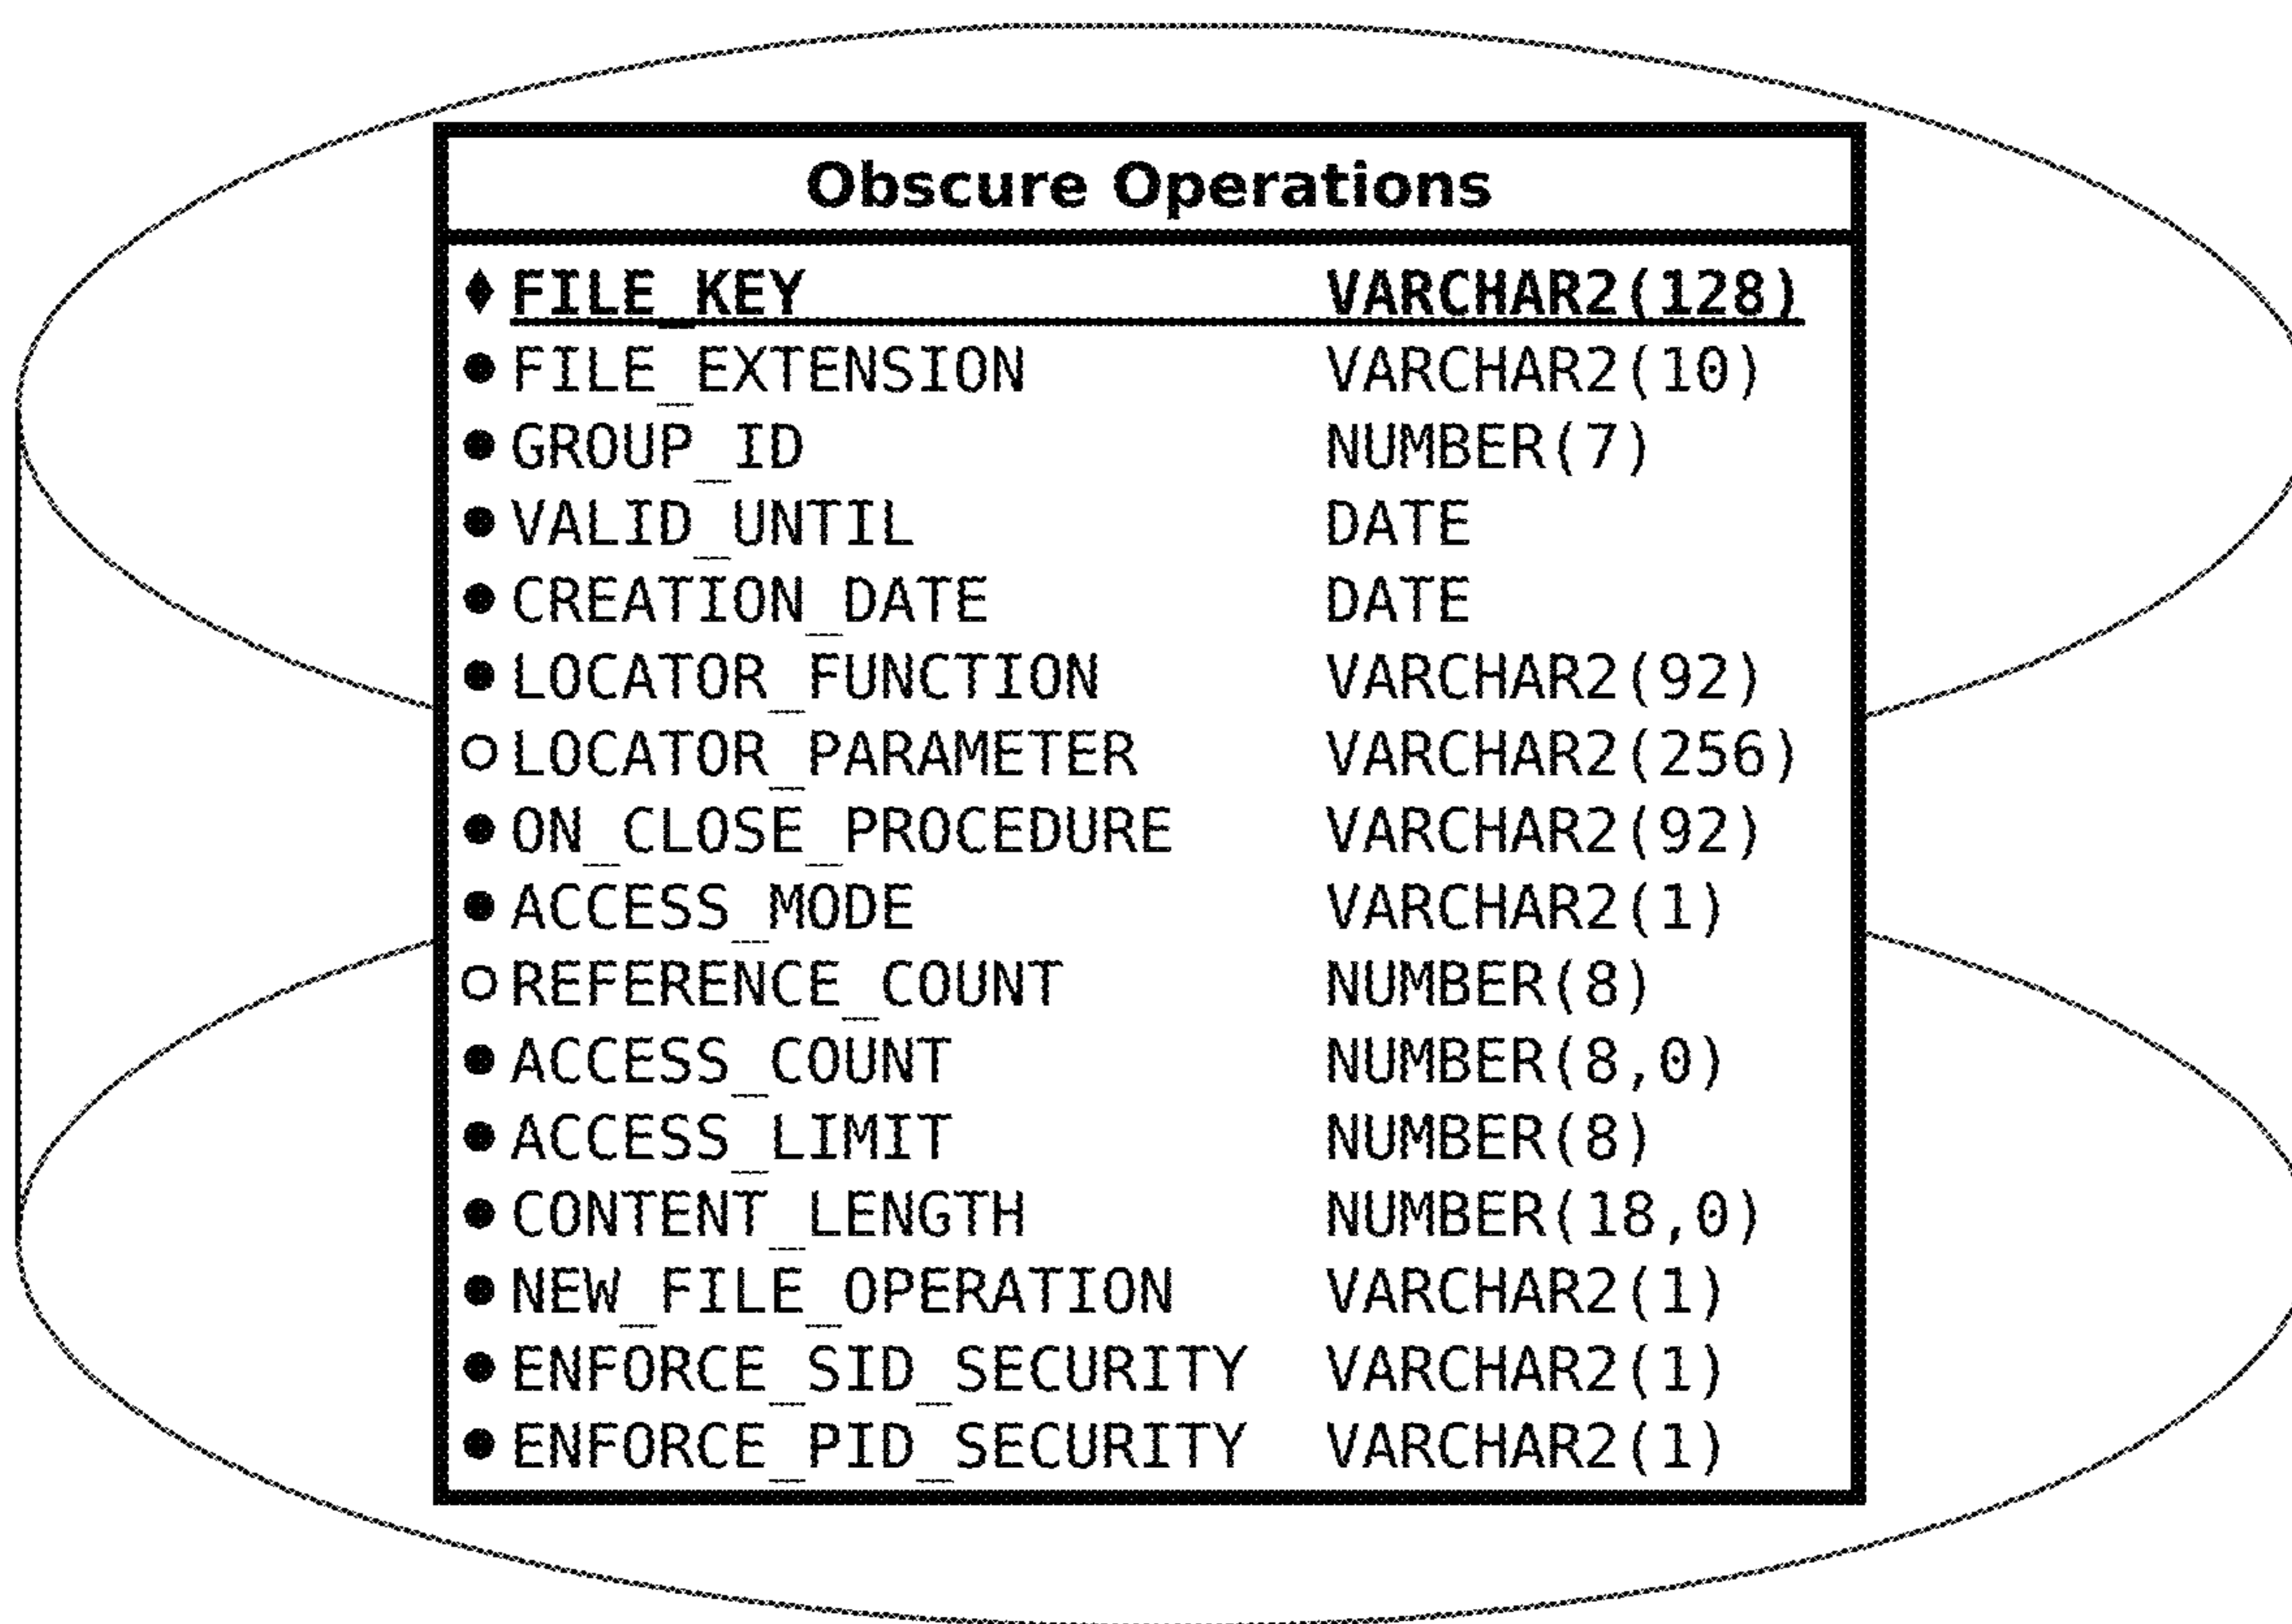 Obscure Operations
♦ FILE_KEY VARCHAR2(128)
● FILE_EXTENSION VARCHAR2(10)
● GROUP_ID NUMBER(7)
● VALID_UNTIL DATE
● CREATION_DATE DATE
● LOCATOR_FUNCTION VARCHAR2(92)
○ LOCATOR_PARAMETER VARCHAR2(256)
● ON_CLOSE_PROCEDURE VARCHAR2(92)
● ACCESS_MODE VARCHAR2(1)
○ REFERENCE_COUNT NUMBER(8)
● ACCESS_COUNT NUMBER(8,0)
● ACCESS_LIMIT NUMBER(8)
● CONTENT_LENGTH NUMBER(18,0)
● NEW_FILE_OPERATION VARCHAR2(1)
● ENFORCE_SID_SECURITY VARCHAR2(1)
● ENFORCE_PID_SECURITY VARCHAR2(1)